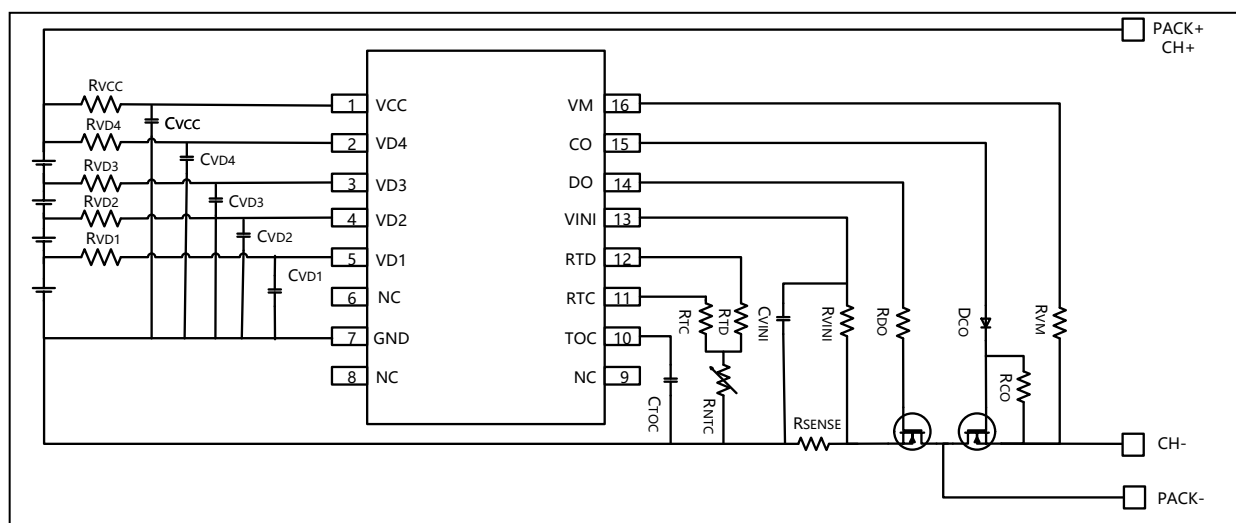 PACK+
CH+
RVCC
1 VCC
VM 16
CVCC
RVD4
2 VD4
CO 15
CVD4
RVD3
3 VD3
DO 14
CVD3
RVD2
4 VD2
VINI 13
CVD2
RVD1
5 VD1
RTD 12
CVD1
6 NC
RTC 11
7 GND
TOC 10
8 NC
NC 9
CTOC
RTC
RTD
RNTC
CVINI
RVINI
RDO
DCO
RCO
RVM
RSENSE
CH-
PACK-